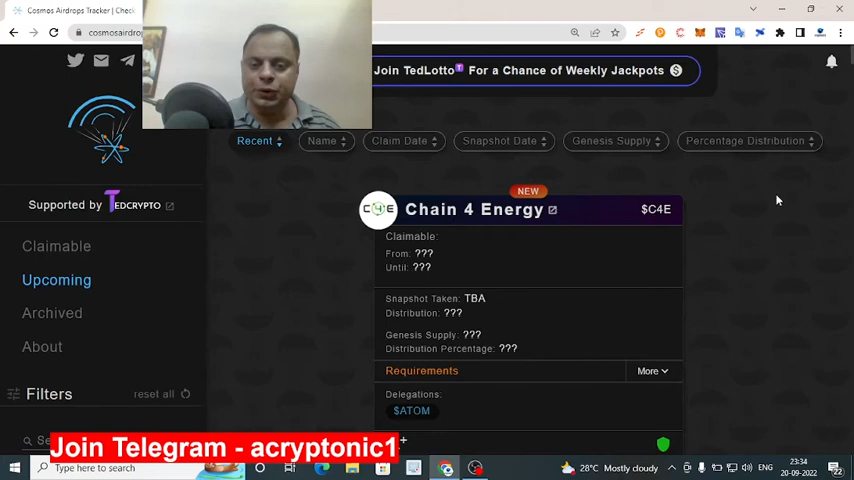 Cosmos Airdrops Tracker | Check
cosmosairdrop
Join TedLotto T For a Chance of Weekly Jackpots
Recent
Name
Claim Date
Snapshot Date
Genesis Supply
Percentage Distribution
Supported by TEDCRYPTO
Claimable
Upcoming
Archived
About
Filters
reset all
NEW
C4E
Chain 4 Energy
$C4E
Claimable:
From: ???
Until: ???
Snapshot Taken: TBA
Distribution: ???
Genesis Supply: ???
Distribution Percentage: ???
Requirements
More
Delegations:
$ATOM
+
Join Telegram - acryptonic1
Type here to search
28°C Mostly cloudy
ENG
23:34
20-09-2022
22